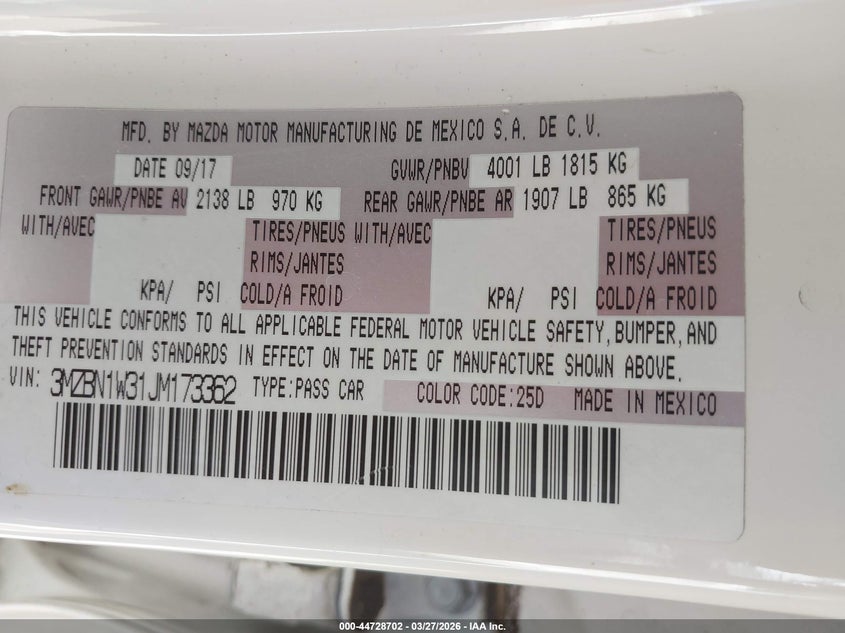 MFD. BY MAZDA MOTOR MANUFACTURING DE MEXICO S.A. DE C.V.
DATE 09/17 GVWR/PNBV 4001 LB 1815 KG
FRONT GAWR/PNBE AV 2138 LB 970 KG REAR GAWR/PNBE AR 1907 LB 865 KG
WITH/AVEC TIRES/PNEUS WITH/AVEC TIRES/PNEUS
RIMS/JANTES RIMS/JANTES
KPA/ PSI COLD/A FROID KPA/ PSI COLD/A FROID
THIS VEHICLE CONFORMS TO ALL APPLICABLE FEDERAL MOTOR VEHICLE SAFETY, BUMPER, AND
THEFT PREVENTION STANDARDS IN EFFECT ON THE DATE OF MANUFACTURE SHOWN ABOVE.
VIN: 3MZBN1W31JM173362 TYPE:PASS CAR COLOR CODE:25D MADE IN MEXICO
000-44728702 — 03/27/2026 — IAA Inc.